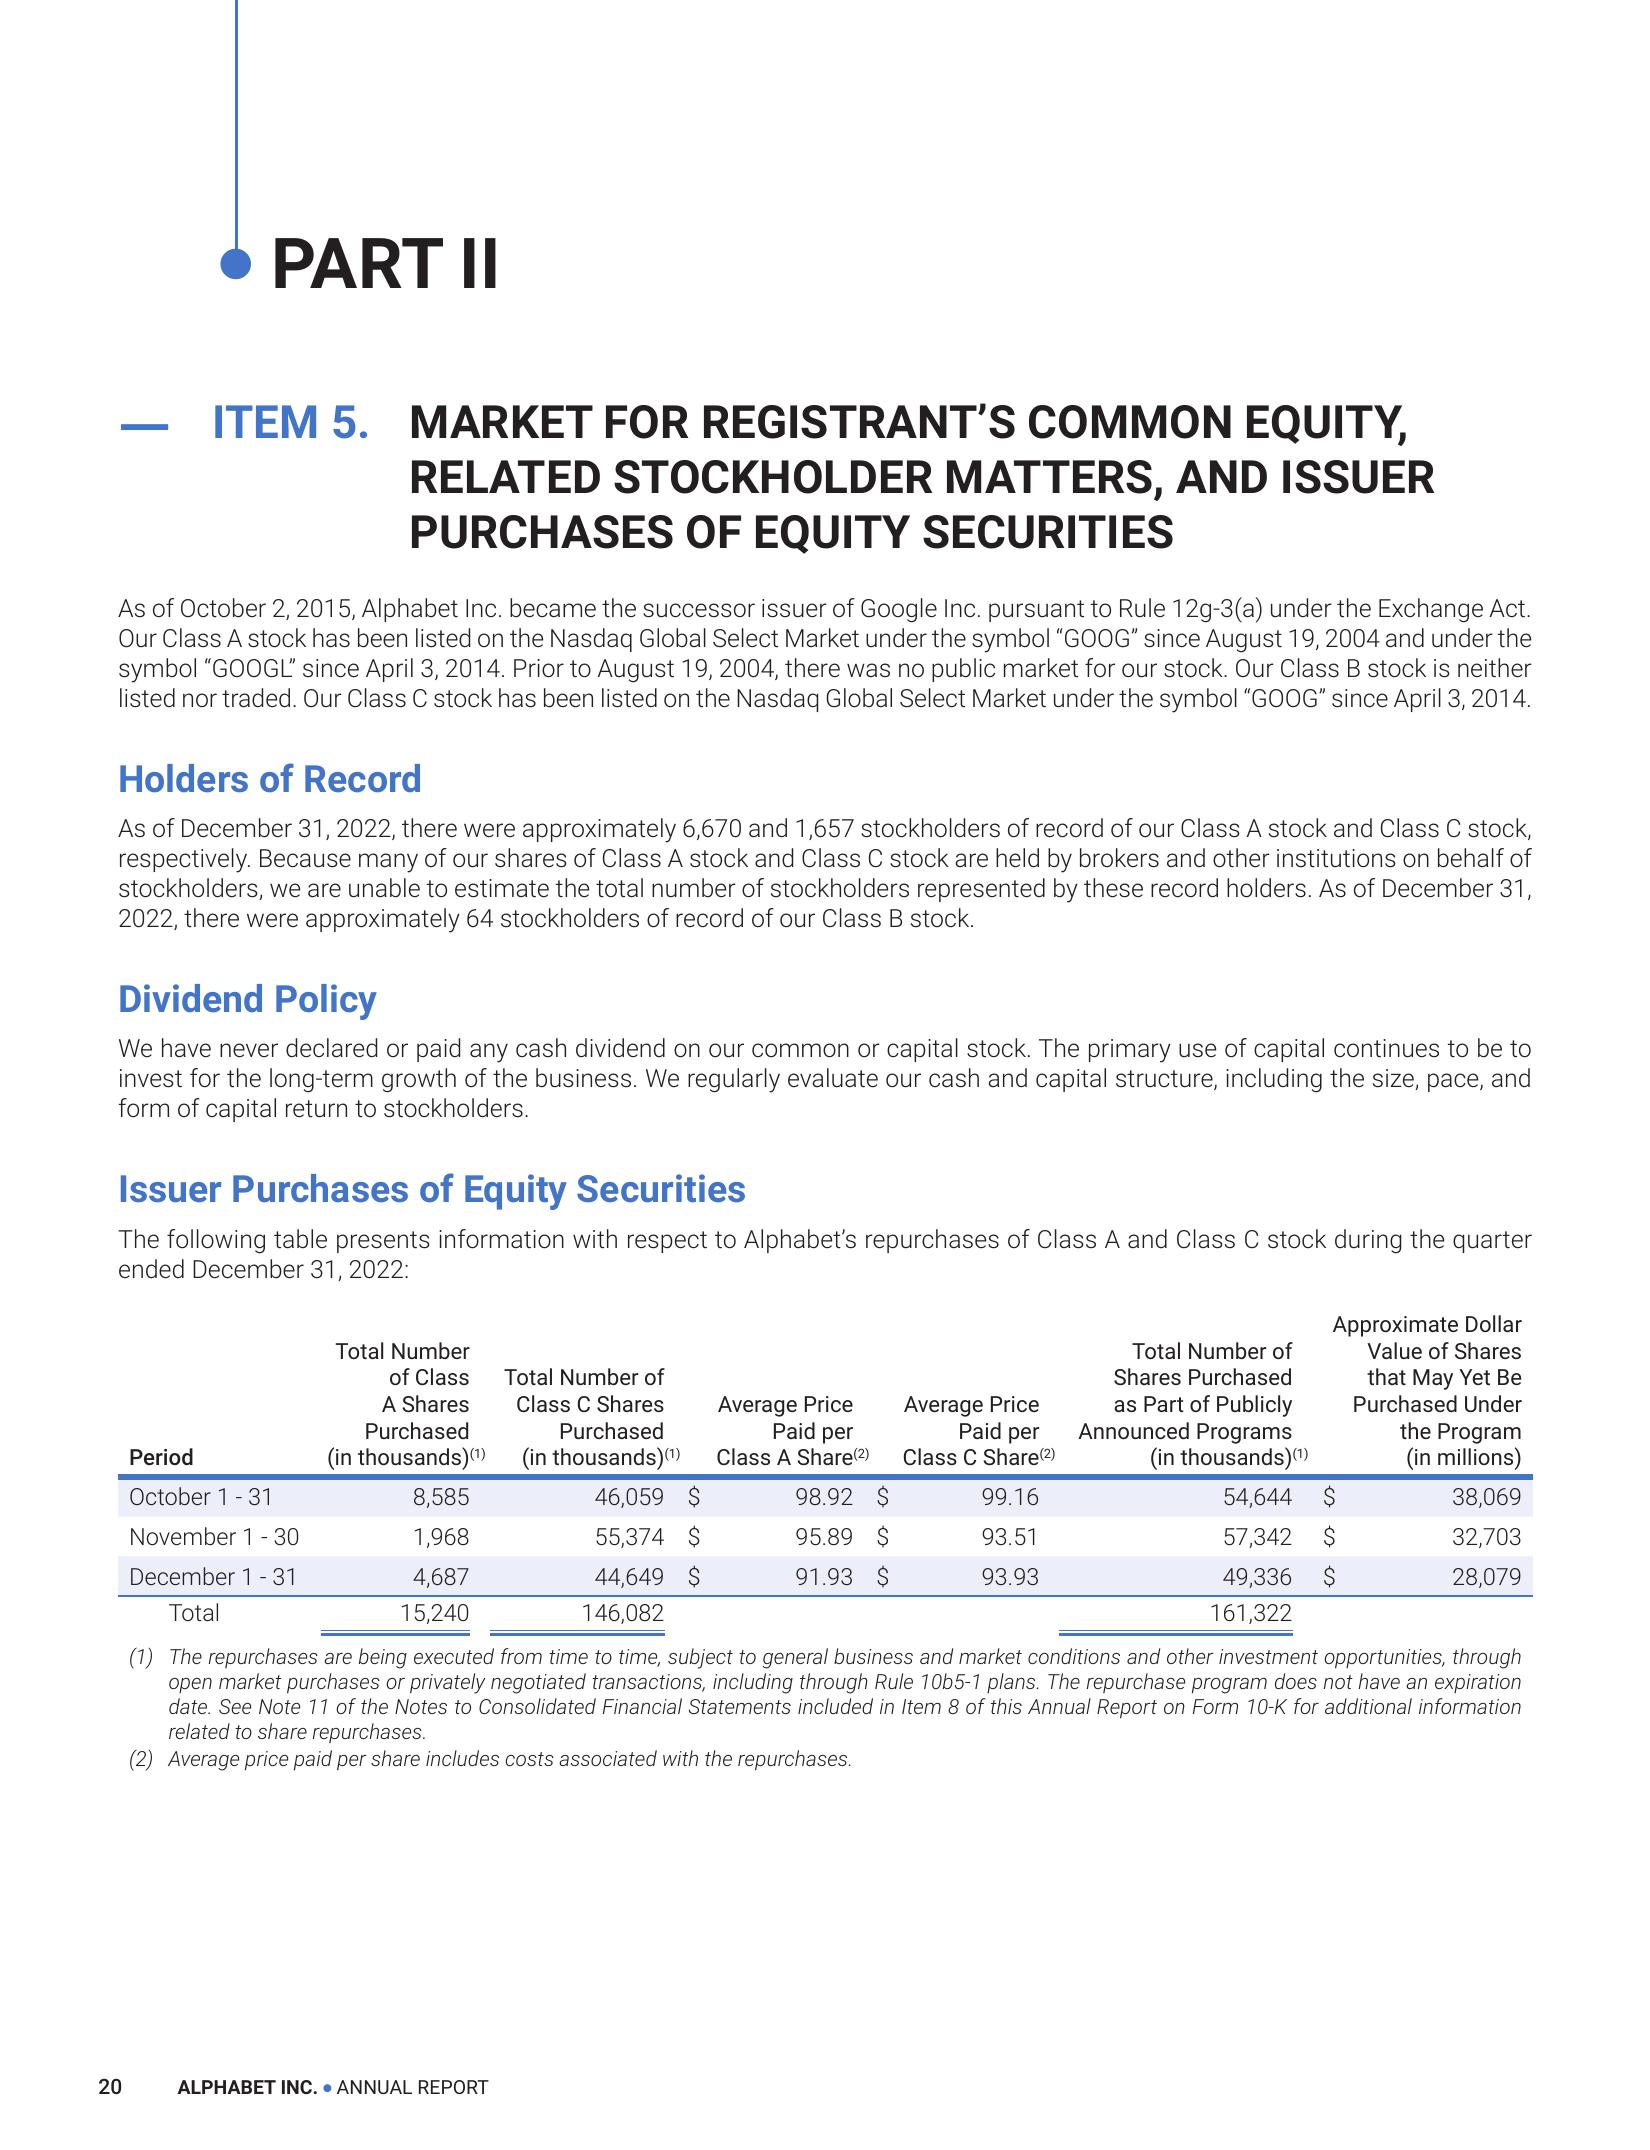 PART II
— ITEM 5. MARKET FOR REGISTRANT’S COMMON EQUITY,
RELATED STOCKHOLDER MATTERS, AND ISSUER
PURCHASES OF EQUITY SECURITIES
As of October 2, 2015, Alphabet Inc. became the successor issuer of Google Inc. pursuant to Rule 12g-3(a) under the Exchange Act.
Our Class A stock has been listed on the Nasdaq Global Select Market under the symbol “GOOG” since August 19, 2004 and under the
symbol “GOOGL” since April 3, 2014. Prior to August 19, 2004, there was no public market for our stock. Our Class B stock is neither
listed nor traded. Our Class C stock has been listed on the Nasdaq Global Select Market under the symbol “GOOG” since April 3, 2014.
Holders of Record
As of December 31, 2022, there were approximately 6,670 and 1,657 stockholders of record of our Class A stock and Class C stock,
respectively. Because many of our shares of Class A stock and Class C stock are held by brokers and other institutions on behalf of
stockholders, we are unable to estimate the total number of stockholders represented by these record holders. As of December 31,
2022, there were approximately 64 stockholders of record of our Class B stock.
Dividend Policy
We have never declared or paid any cash dividend on our common or capital stock. The primary use of capital continues to be to
invest for the long-term growth of the business. We regularly evaluate our cash and capital structure, including the size, pace, and
form of capital return to stockholders.
Issuer Purchases of Equity Securities
The following table presents information with respect to Alphabet’s repurchases of Class A and Class C stock during the quarter
ended December 31, 2022:
Approximate Dollar
Total Number Total Number of Value of Shares
of Class Total Number of Shares Purchased that May Yet Be
A Shares Class C Shares Average Price Average Price as Part of Publicly Purchased Under
Purchased Purchased Paid per Paid per Announced Programs the Program
Period (in thousands)(1) (in thousands)(1) Class A Share(2) Class C Share(2) (in thousands)(1) (in millions)
October 1 - 31 8,585 46,059 $ 98.92 $ 99.16 54,644 $ 38,069
November 1 - 30 1,968 55,374 $ 95.89 $ 93.51 57,342 $ 32,703
December 1 - 31 4,687 44,649 $ 91.93 $ 93.93 49,336 $ 28,079
Total 15,240 146,082 161,322
(1) The repurchases are being executed from time to time, subject to general business and market conditions and other investment opportunities, through
open market purchases or privately negotiated transactions, including through Rule 10b5-1 plans. The repurchase program does not have an expiration
date. See Note 11 of the Notes to Consolidated Financial Statements included in Item 8 of this Annual Report on Form 10-K for additional information
related to share repurchases.
(2) Average price paid per share includes costs associated with the repurchases.
20 ALPHABET INC. • ANNUAL REPORT